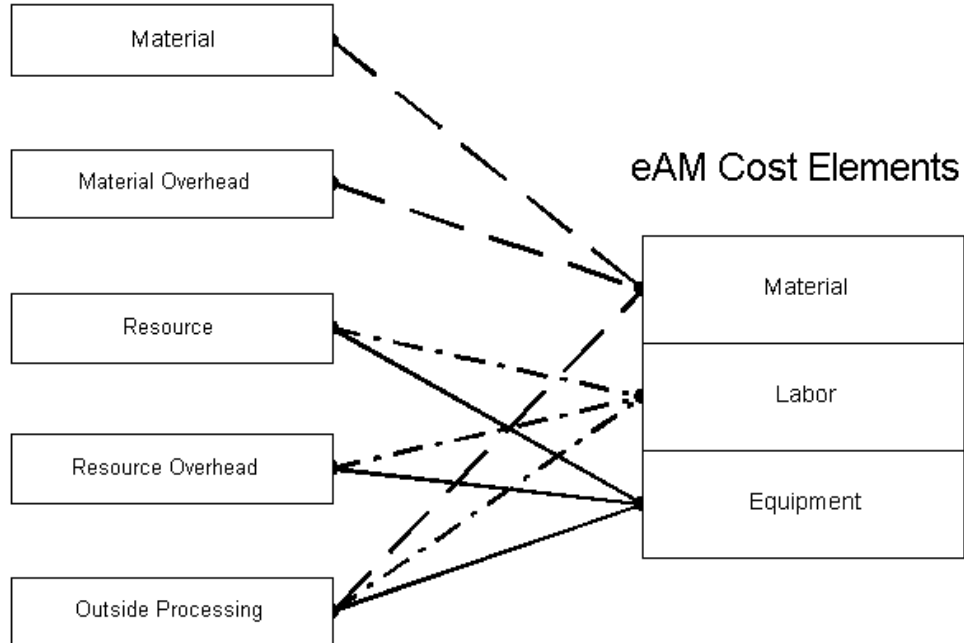 Material
Material Overhead
Resource
Resource Overhead
Outside Processing
eAM Cost Elements
Material
Labor
Equipment